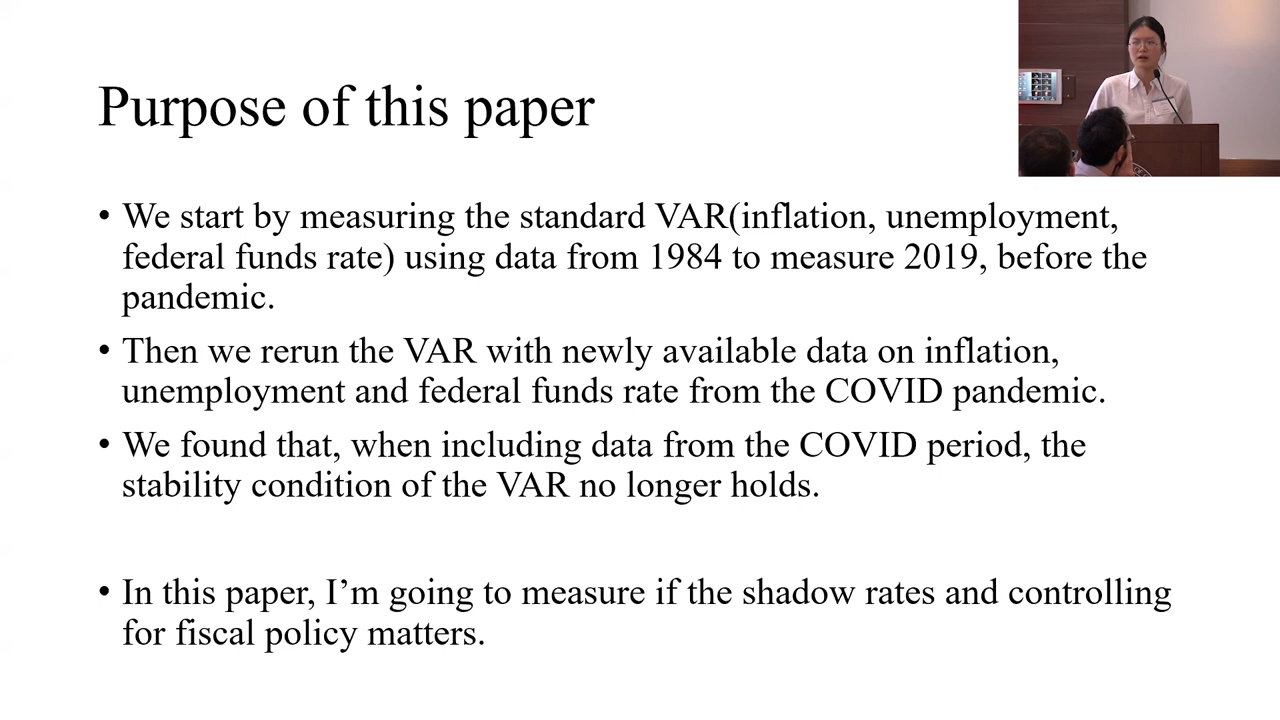 Purpose of this paper
• We start by measuring the standard VAR(inflation, unemployment,
federal funds rate) using data from 1984 to measure 2019, before the
pandemic.
• Then we rerun the VAR with newly available data on inflation,
unemployment and federal funds rate from the COVID pandemic.
• We found that, when including data from the COVID period, the
stability condition of the VAR no longer holds.
• In this paper, I’m going to measure if the shadow rates and controlling
for fiscal policy matters.